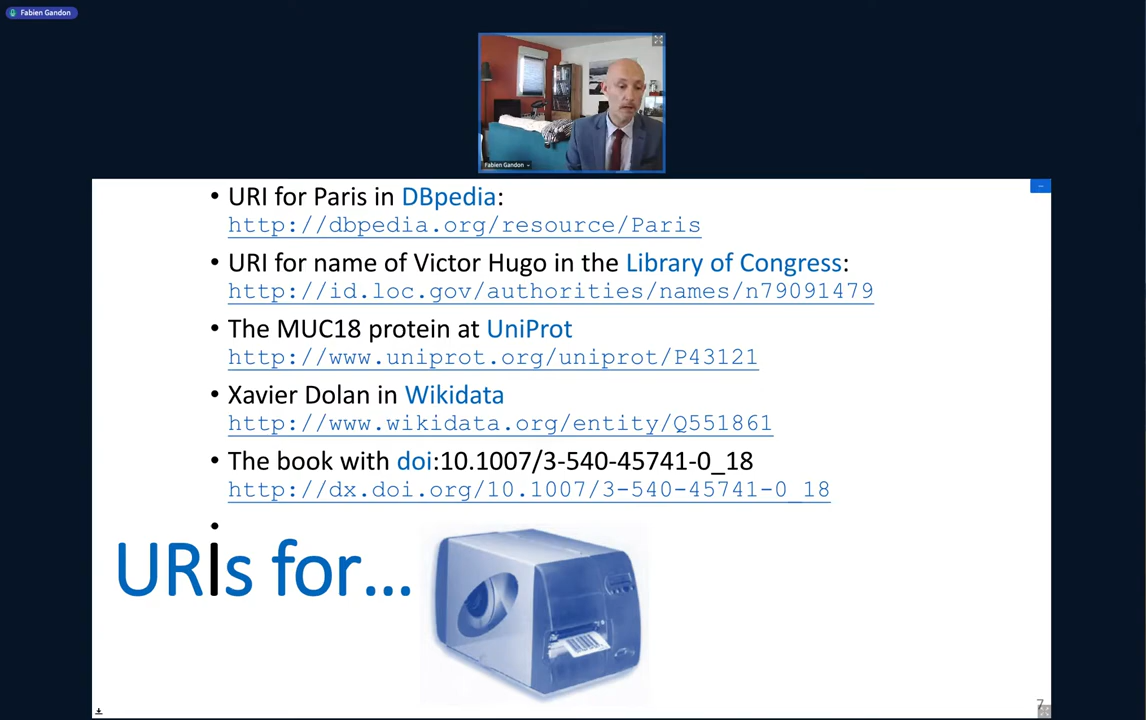 Fabien Gandon
Fabien Gandon
• URI for Paris in DBpedia:
http://dbpedia.org/resource/Paris
• URI for name of Victor Hugo in the Library of Congress:
http://id.loc.gov/authorities/names/n79091479
• The MUC18 protein at UniProt
http://www.uniprot.org/uniprot/P43121
• Xavier Dolan in Wikidata
http://www.wikidata.org/entity/Q551861
• The book with doi:10.1007/3-540-45741-0_18
http://dx.doi.org/10.1007/3-540-45741-0_18
•
URIs for...
7